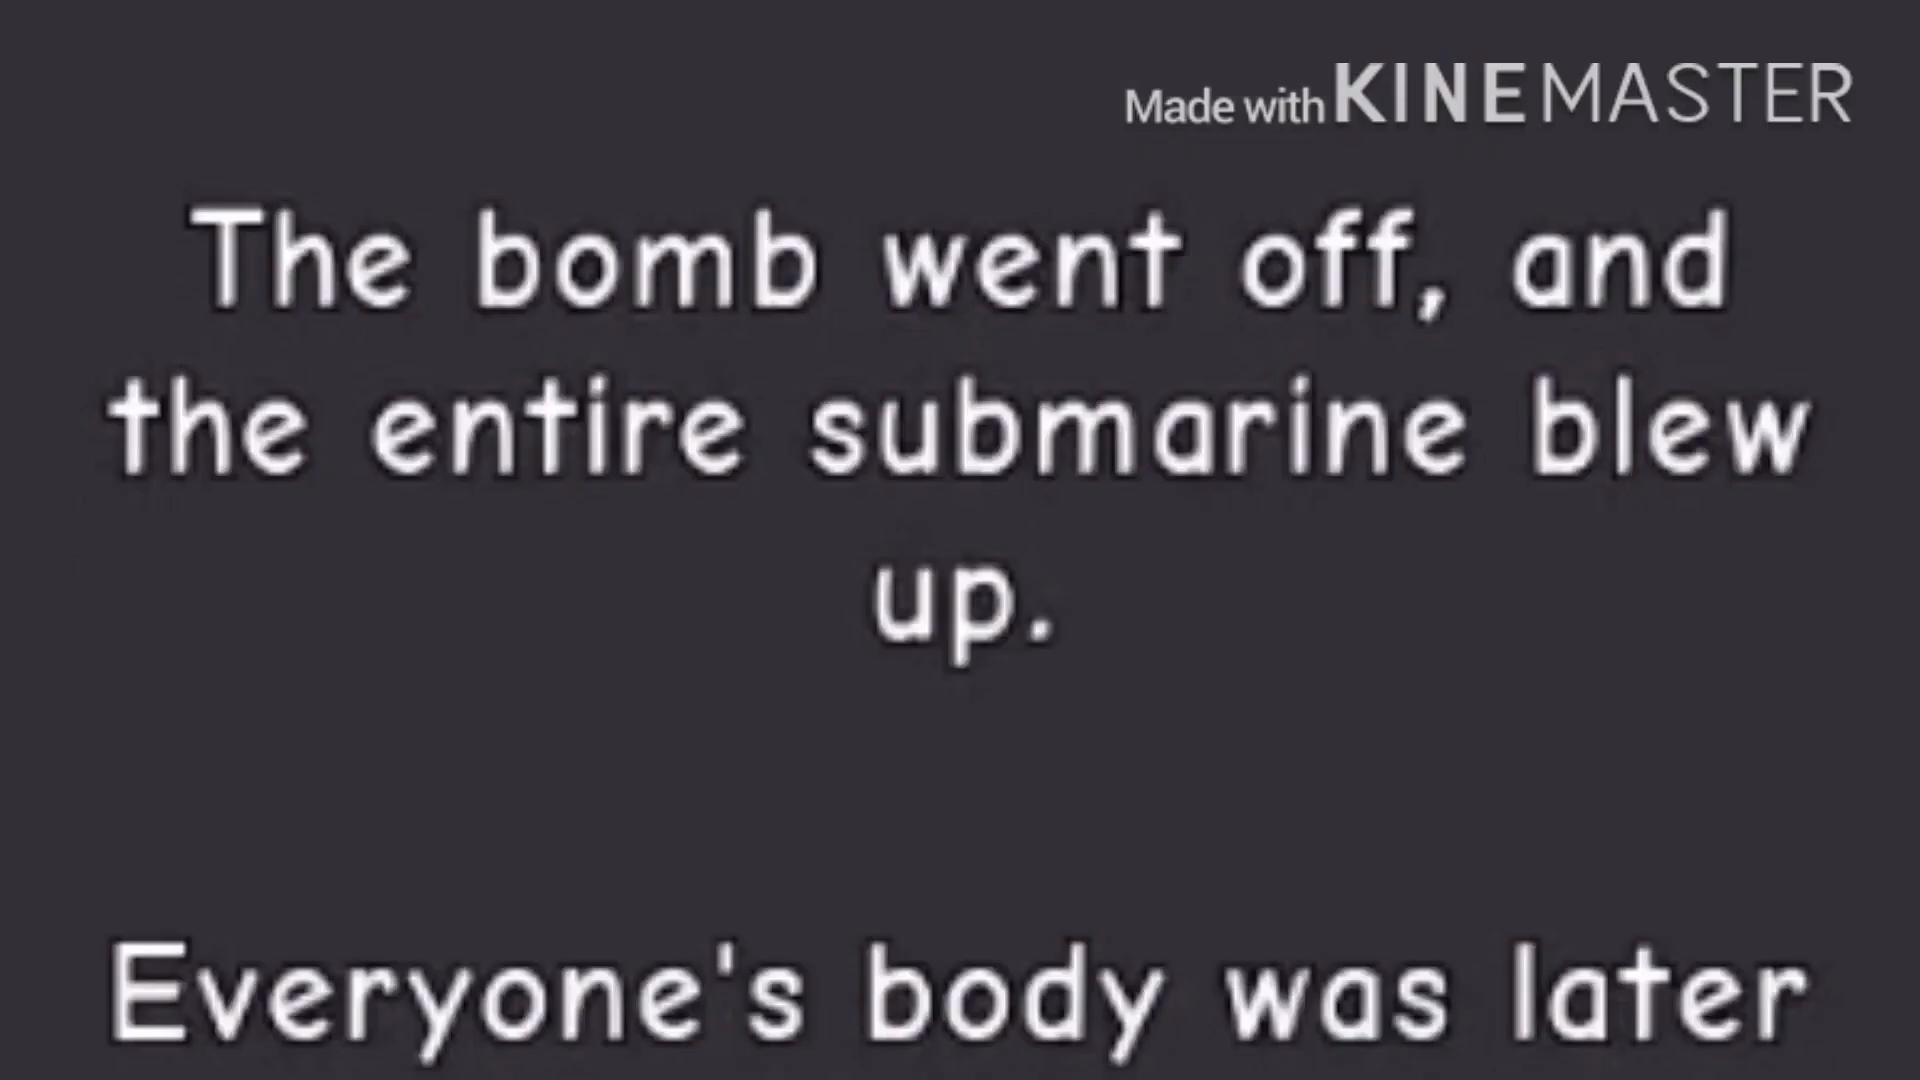 Made with KINEMASTER
The bomb went off, and
the entire submarine blew
up.
Everyone's body was later